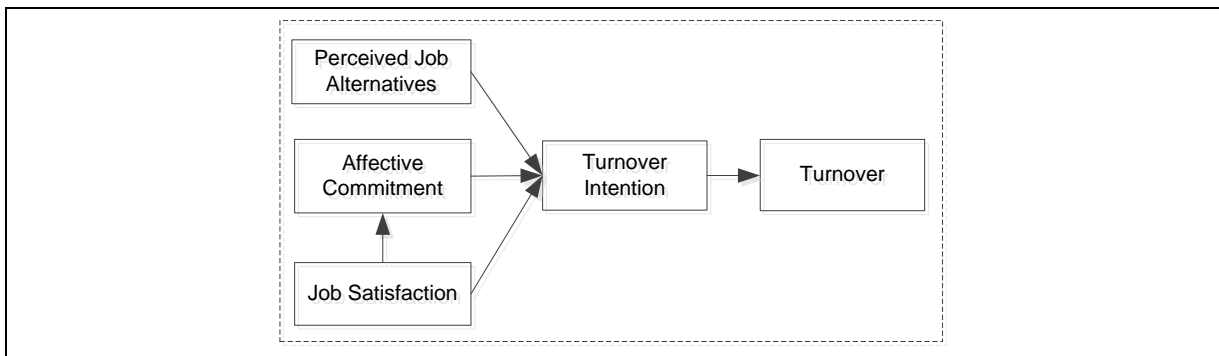 Perceived Job
Alternatives
Affective
Commitment
Job Satisfaction
Turnover
Intention
Turnover